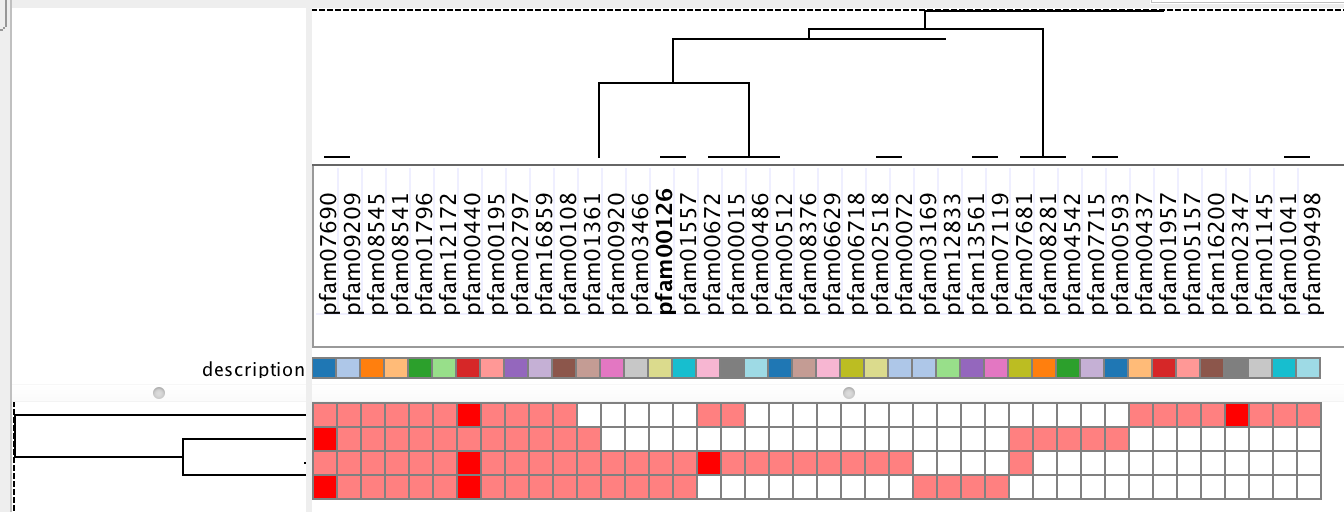 pfam07690
pfam09209
pfam08545
pfam08541
pfam01796
pfam12172
pfam00440
pfam00195
pfam02797
pfam16859
pfam00108
pfam01361
pfam00920
pfam03466
pfam00126
pfam01557
pfam00672
pfam00015
pfam00486
pfam00512
pfam08376
pfam06629
pfam06718
pfam02518
pfam00072
pfam03169
pfam12833
pfam13561
pfam07119
pfam07681
pfam08281
pfam04542
pfam07715
pfam00593
pfam00437
pfam01957
pfam05157
pfam16200
pfam02347
pfam01145
pfam01041
pfam09498
description